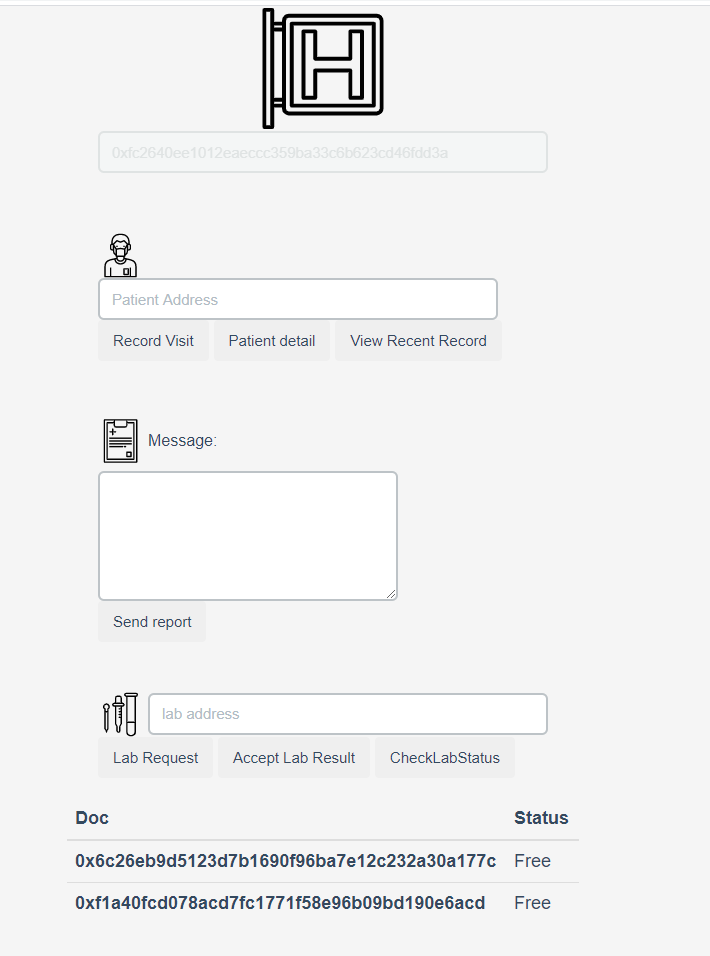 H
0xfc2640ee1012eaeccc359ba33c6b623cd46fdd3a
Patient Address
Record Visit Patient detail View Recent Record
Message:
Send report
lab address
Lab Request Accept Lab Result CheckLabStatus
Doc Status
0x6c26eb9d5123d7b1690f96ba7e12c232a30a177c Free
0xf1a40fcd078acd7fc1771f58e96b09bd190e6acd Free